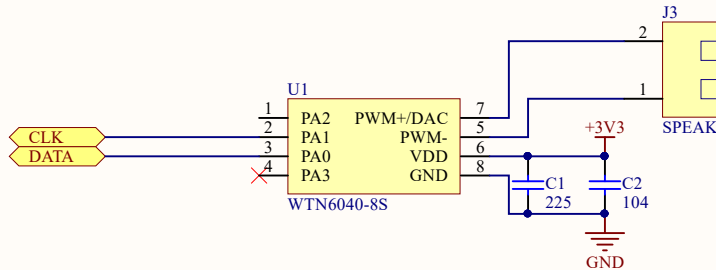 J3
2
1
SPEAK
U1
1 PA2 PWM+/DAC 7
2 PA1 PWM- 5
3 PA0 VDD 6
4 PA3 GND 8
WTN6040-8S
CLK
DATA
+3V3
C1
225
C2
104
GND